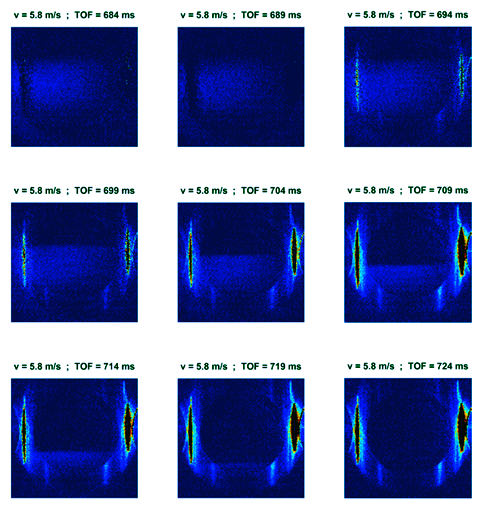 v = 5.8 m/s ; TOF = 684 ms
v = 5.8 m/s ; TOF = 689 ms
v = 5.8 m/s ; TOF = 694 ms
v = 5.8 m/s ; TOF = 699 ms
v = 5.8 m/s ; TOF = 704 ms
v = 5.8 m/s ; TOF = 709 ms
v = 5.8 m/s ; TOF = 714 ms
v = 5.8 m/s ; TOF = 719 ms
v = 5.8 m/s ; TOF = 724 ms